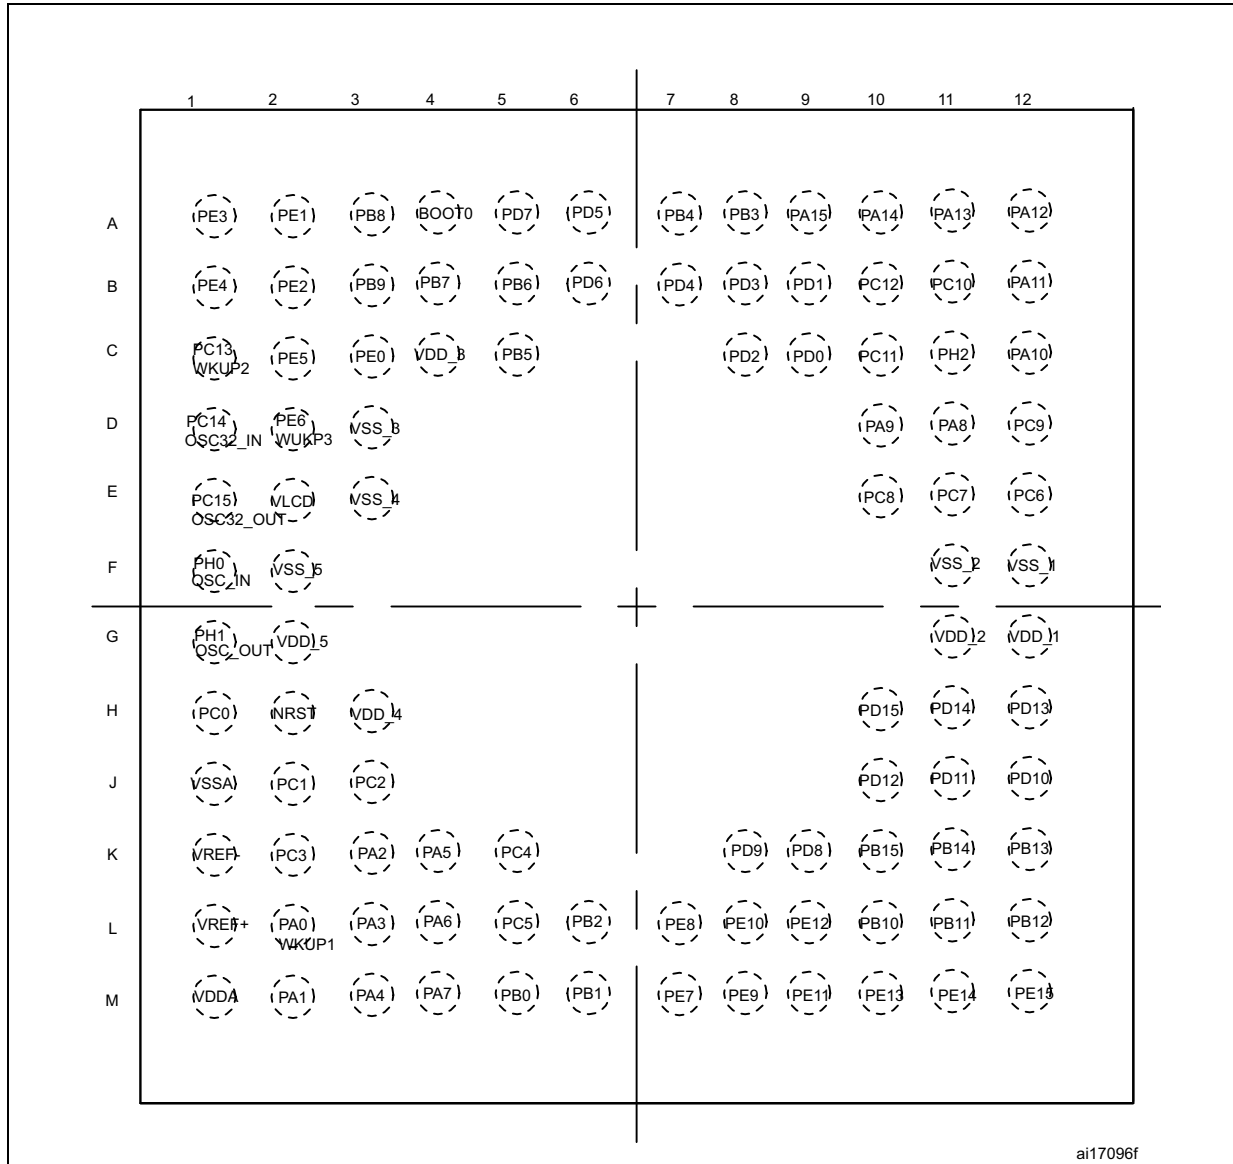 1 2 3 4 5 6 7 8 9 10 11 12
A PE3 PE1 PB8 BOOT0 PD7 PD5 PB4 PB3 PA15 PA14 PA13 PA12
B PE4 PE2 PB9 PB7 PB6 PD6 PD4 PD3 PD1 PC12 PC10 PA11
C PC13 PE5 PE0 VDD_3 PB5 PD2 PD0 PC11 PH2 PA10
WKUP2
D PC14 PE6 VSS_3 PA9 PA8 PC9
OSC32_IN WUKP3
E PC15 VLCD VSS_4 PC8 PC7 PC6
OSC32_OUT
F PH0 VSS_5 VSS_2 VSS_1
OSC_IN
G PH1 VDD_5 VDD_2 VDD_1
OSC_OUT
H PC0 NRST VDD_4 PD15 PD14 PD13
J VSSA PC1 PC2 PD12 PD11 PD10
K VREF- PC3 PA2 PA5 PC4 PD9 PD8 PB15 PB14 PB13
L VREF+ PA0 PA3 PA6 PC5 PB2 PE8 PE10 PE12 PB10 PB11 PB12
WKUP1
M VDDA PA1 PA4 PA7 PB0 PB1 PE7 PE9 PE11 PE13 PE14 PE15
ai17096f